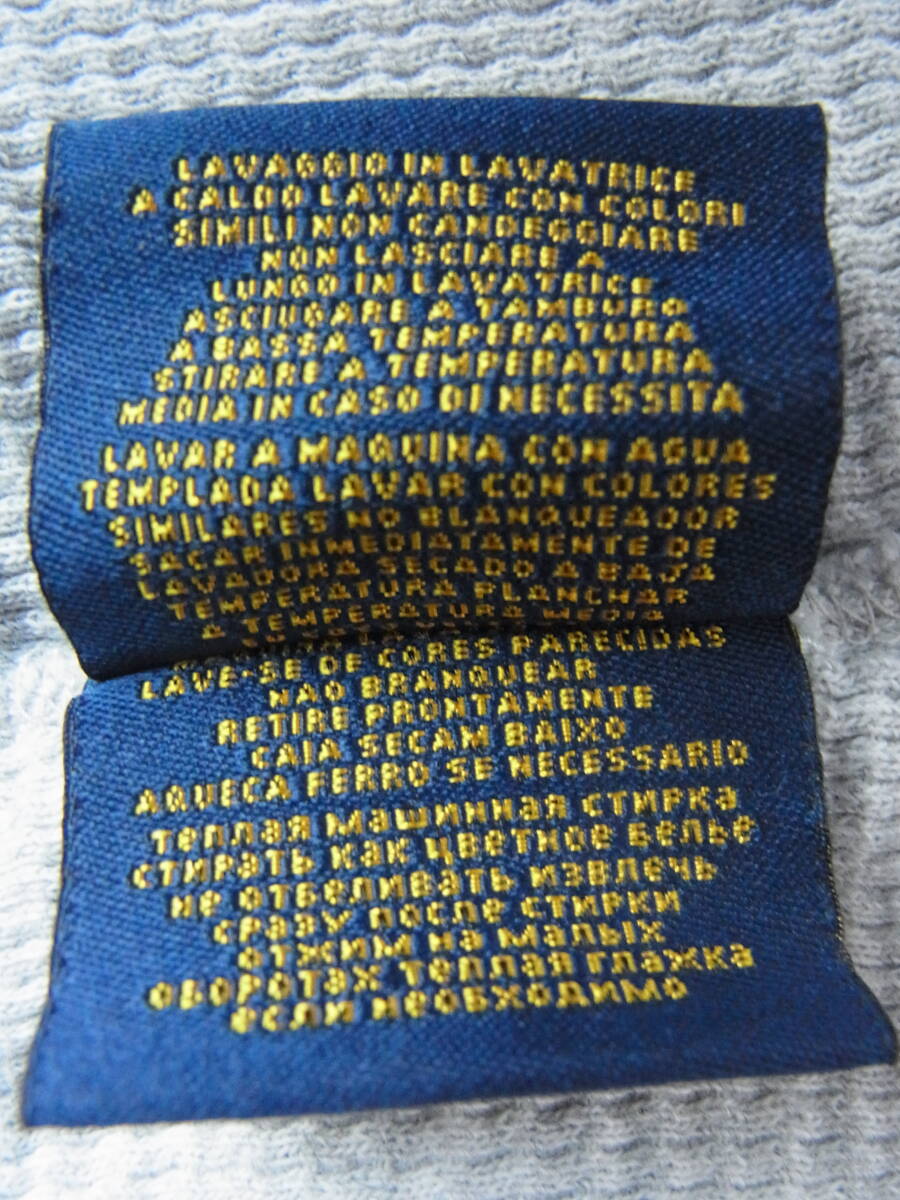 LAVAGGIO IN LAVATRICE
A CALDO LAVARE CON COLORI
SIMILI NON CANDEGGIARE
NON LASCIARE A
LUNGO IN LAVATRICE
ASCIUGARE A TAMBURO
A BASSA TEMPERATURA
STIRARE A TEMPERATURA
MEDIA IN CASO DI NECESSITA
LAVAR A MAQUINA CON AGUA
TEMPLADA LAVAR CON COLORES
SIMILARES NO BLANQUEADOR
SACAR INMEDIATAMENTE DE
LAVADORA SECADO A BAJA
TEMPERATURA PLANCHAR
A TEMPERATURA MEDIA
PARECIDAS
LAVE-SE DE CORES
NAO BRANQUEAR
RETIRE PRONTAMENTE
CAIA SECAM BAIXO
AQUECA FERRO SE NECESSARIO
теплая машинная стирка
стирать как цветное белье
не отбеливать извлечь
сразу после стирки
отжим на малых
оборотах теплая глажка
если необходимо